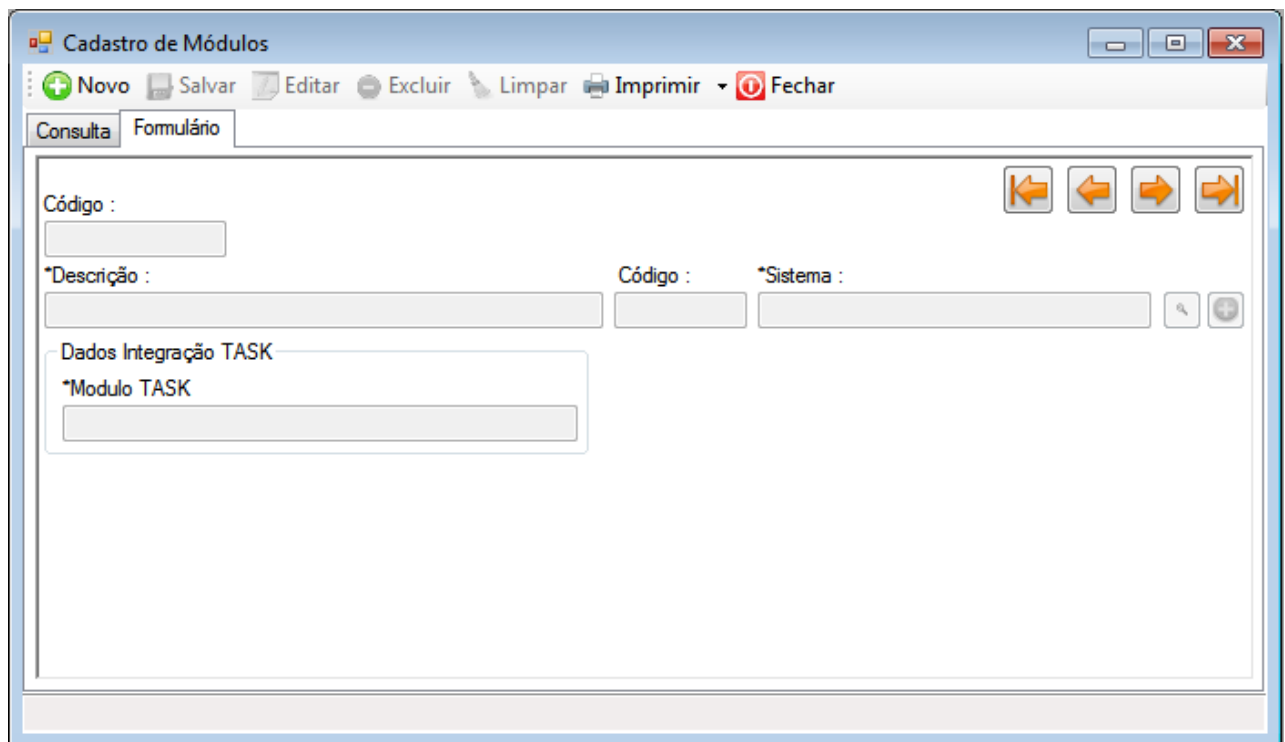 Cadastro de Módulos
Novo Salvar Editar Excluir Limpar Imprimir Fechar
Consulta Formulário
Código :
*Descrição : Código : *Sistema :
Dados Integração TASK
*Modulo TASK